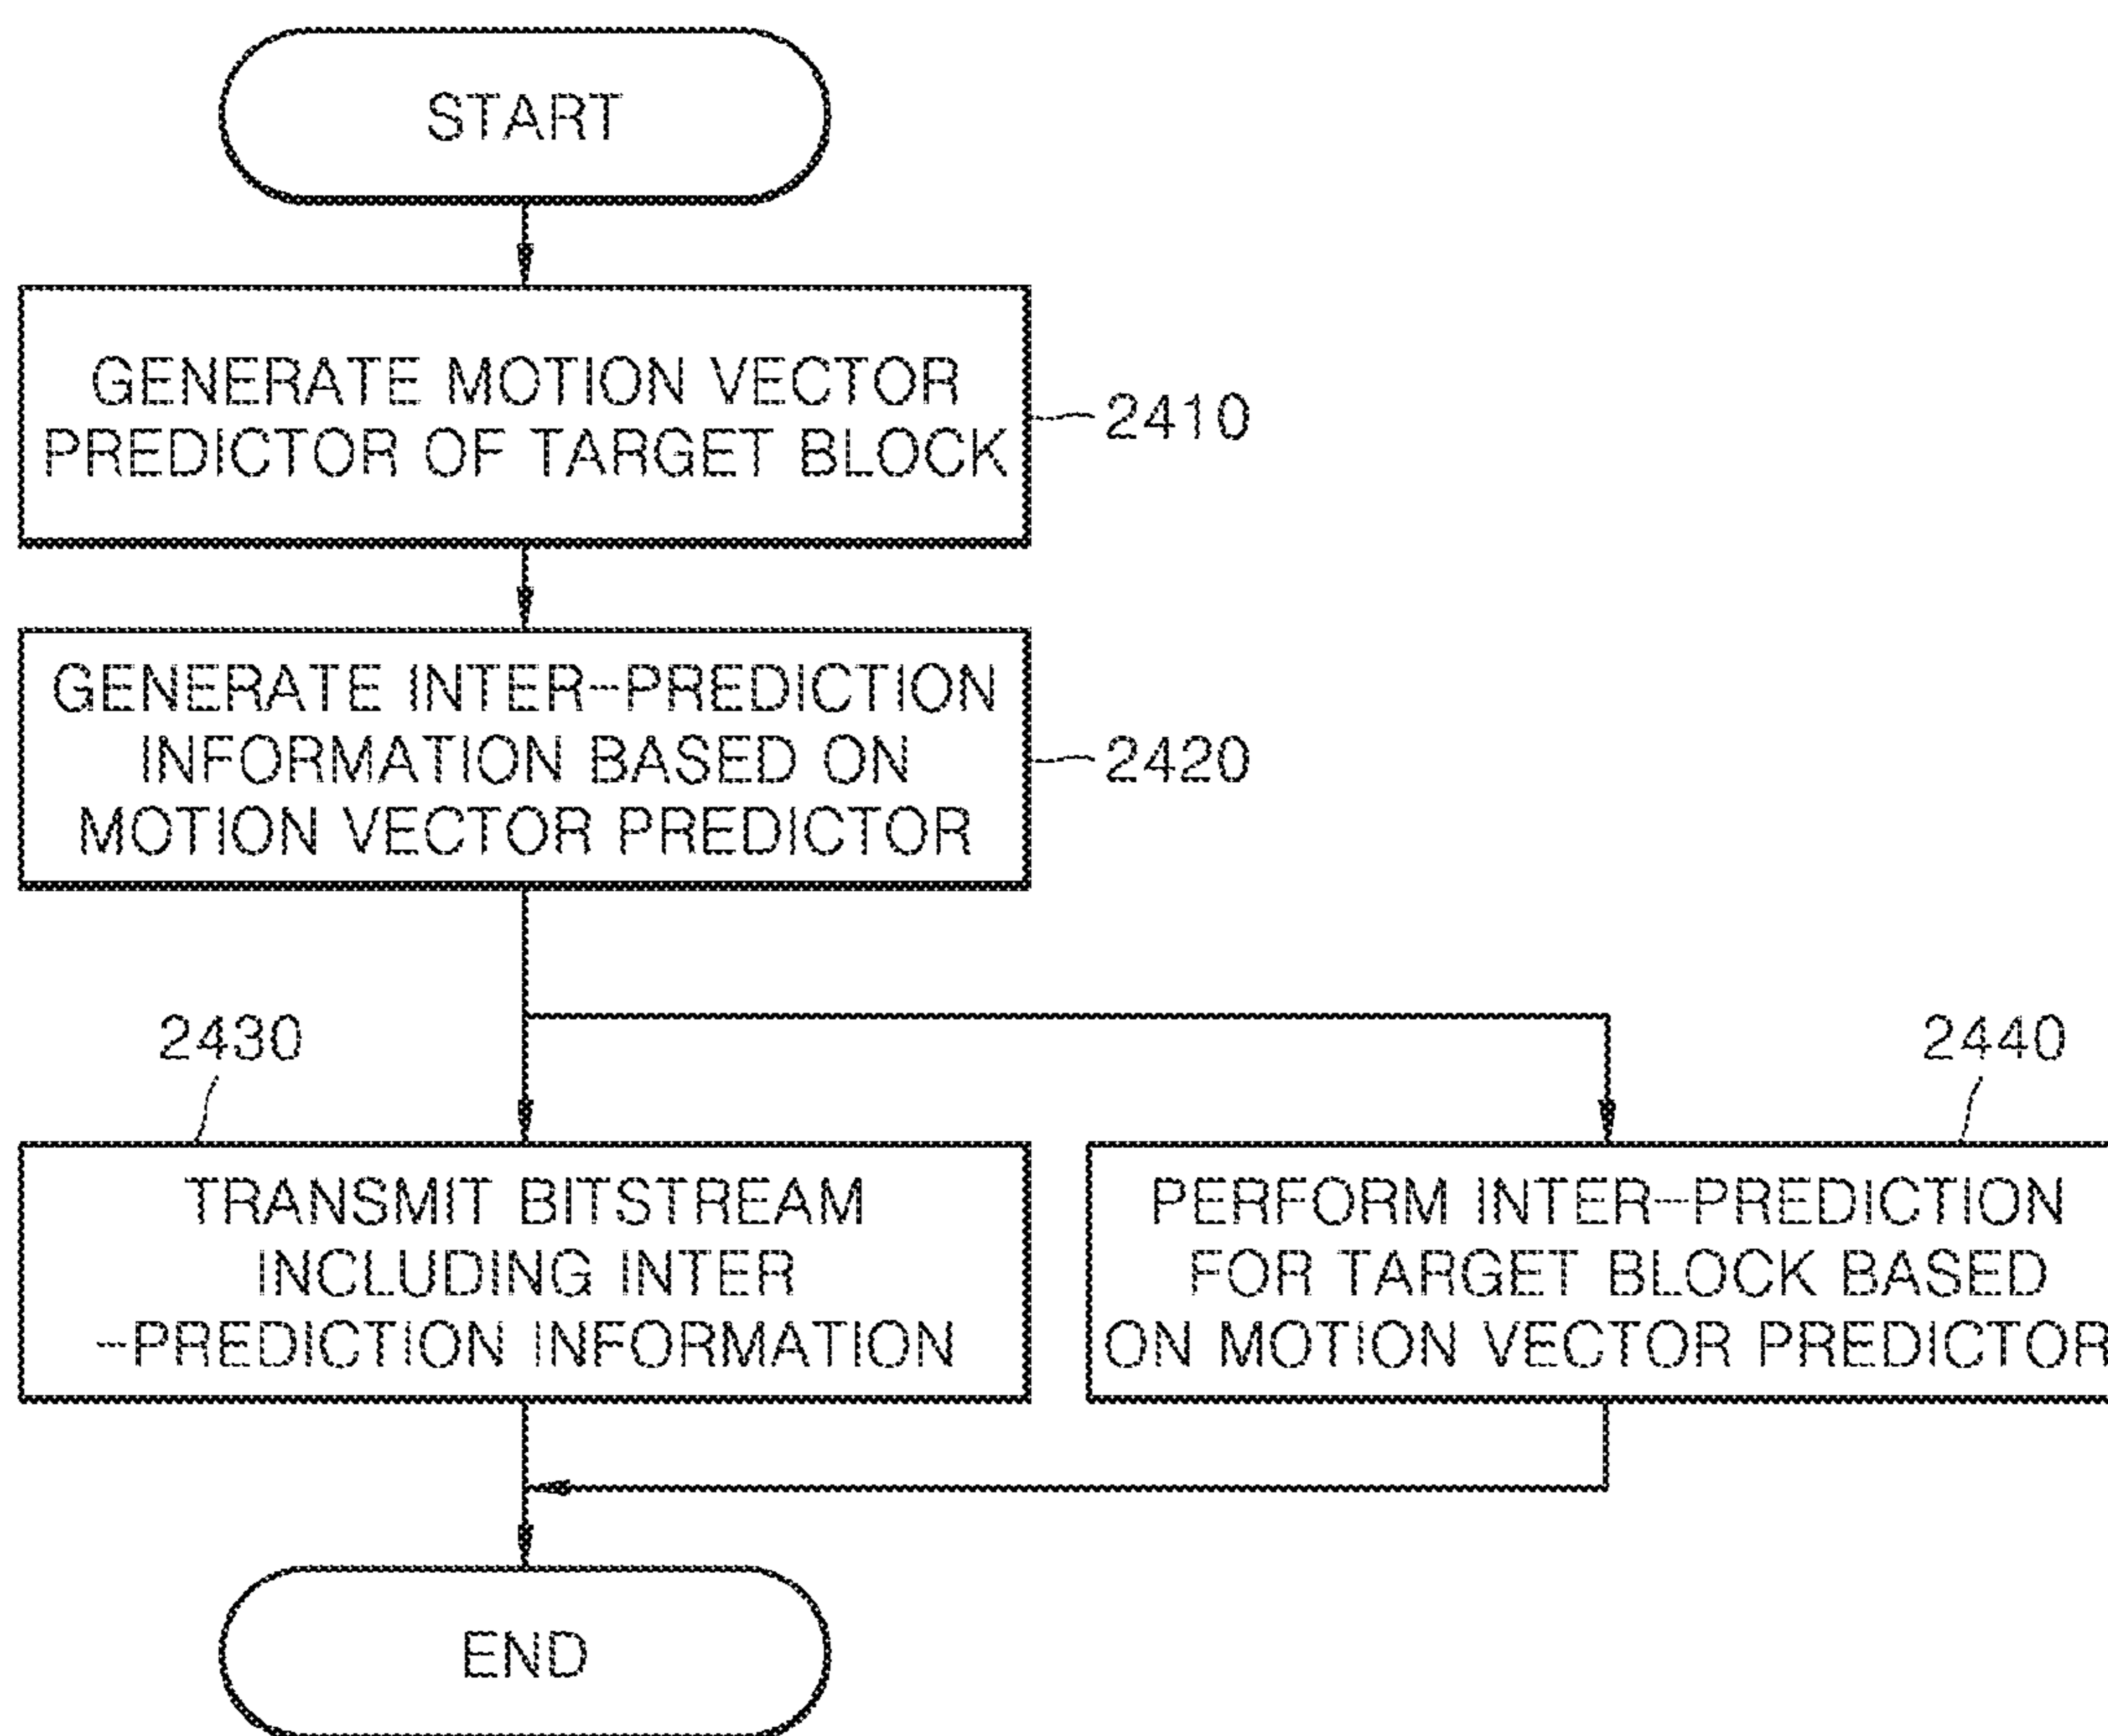 START
GENERATE MOTION VECTOR
PREDICTOR OF TARGET BLOCK
2410
GENERATE INTER-PREDICTION
INFORMATION BASED ON
MOTION VECTOR PREDICTOR
2420
2430
TRANSMIT BITSTREAM
INCLUDING INTER
-PREDICTION INFORMATION
2440
PERFORM INTER-PREDICTION
FOR TARGET BLOCK BASED
ON MOTION VECTOR PREDICTOR
END